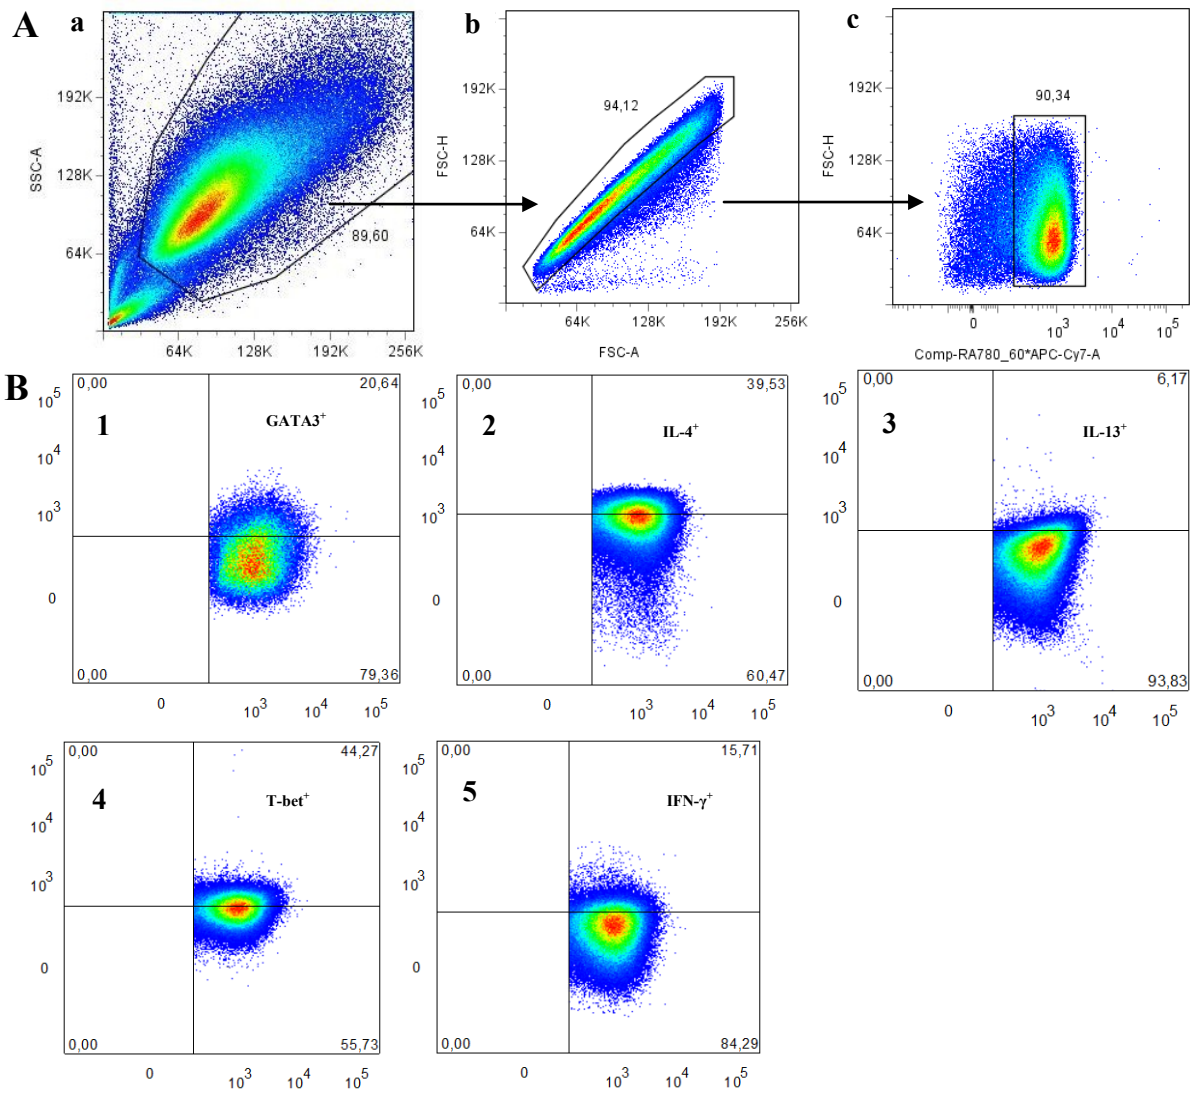 A
a
192K
128K
64K
SSC-A
89,60
64K
128K
192K
256K
b
192K
128K
64K
FSC-H
94,12
64K
128K
192K
256K
FSC-A
c
192K
128K
64K
FSC-H
90,34
0
10³
10⁴
10⁵
Comp-RA780_60*APC-Cy7-A
B
1
0,00
20,64
GATA3⁺
10⁵
10⁴
10³
0
0,00
79,36
0
10³
10⁴
10⁵
2
39,53
0,00
IL-4⁺
10⁵
10⁴
10³
0
0,00
60,47
0
10³
10⁴
10⁵
3
0,00
6,17
IL-13⁺
10⁵
10⁴
10³
0
0,00
93,83
0
10³
10⁴
10⁵
4
0,00
44,27
T-bet⁺
10⁵
10⁴
10³
0
0,00
55,73
0
10³
10⁴
10⁵
5
0,00
15,71
IFN-γ⁺
10⁵
10⁴
10³
0
0,00
84,29
0
10³
10⁴
10⁵